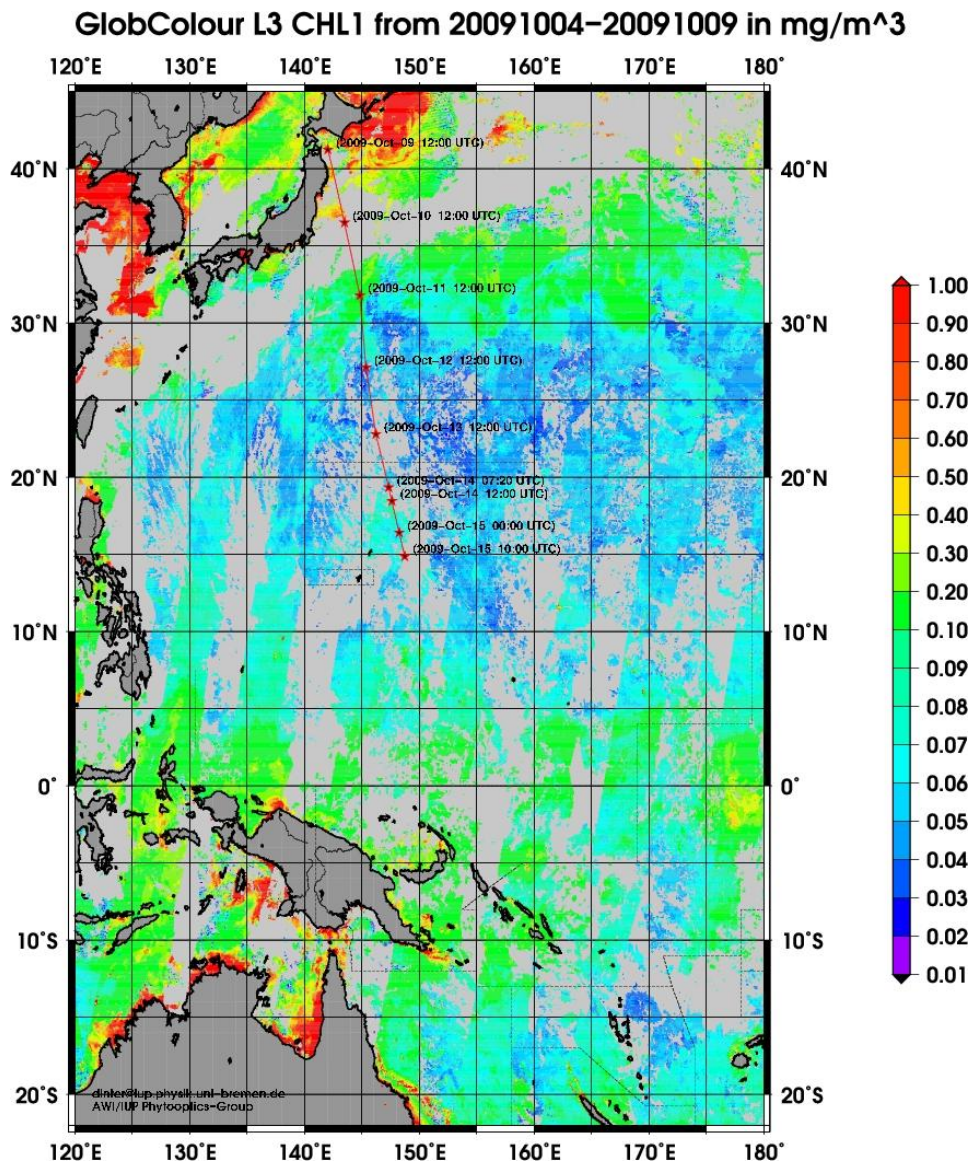 GlobColour L3 CHL1 from 20091004–20091009 in mg/m^3
120˚E 130˚E 140˚E 150˚E 160˚E 170˚E 180˚
40˚N
30˚N
20˚N
10˚N
0˚
10˚S
20˚S
(2009–Oct–09 12:00 UTC)
(2009–Oct–10 12:00 UTC)
(2009–Oct–11 12:00 UTC)
(2009–Oct–12 12:00 UTC)
(2009–Oct–13 12:00 UTC)
(2009–Oct–14 07:20 UTC)
(2009–Oct–14 12:00 UTC)
(2009–Oct–15 00:00 UTC)
(2009–Oct–15 10:00 UTC)
40˚N
30˚N
20˚N
10˚N
0˚
10˚S
20˚S
1.00
0.90
0.80
0.70
0.60
0.50
0.40
0.30
0.20
0.10
0.09
0.08
0.07
0.06
0.05
0.04
0.03
0.02
0.01
dinter@iup.physik.uni-bremen.de
AWI/IUP Phytooptics-Group
120˚E 130˚E 140˚E 150˚E 160˚E 170˚E 180˚